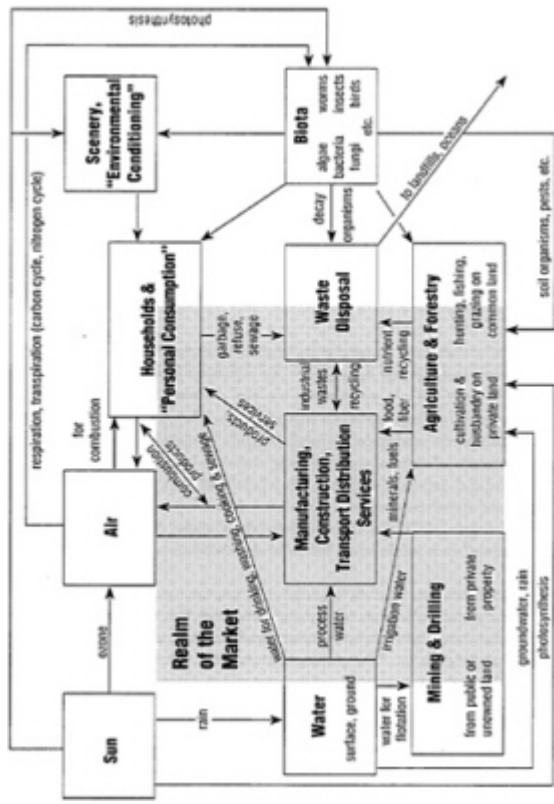 photosynthesis
respiration, transpiration (carbon cycle, nitrogen cycle)
Sun
ozone
Air
for
combustion
Scenery,
"Environmental
Conditioning"
rain
Realm
of the
Market
combustion
products
Households &
"Personal Consumption"
water for drinking, washing, cooking & sewage
products,
services
garbage,
refuse,
sewage
Biota
algae
bacteria
fungi
worms
insects
birds
etc.
decay
organisms
Water
surface, ground
process
water
Manufacturing,
Construction,
Transport Distribution
Services
industrial
wastes
recycling
Waste
Disposal
to landfills, oceans
water for
flotation
irrigation water
minerals, fuels
food,
fiber
nutrient
recycling
Mining & Drilling
from public or
unowned land
from private
property
Agriculture & Forestry
cultivation &
husbandry on
private land
hunting, fishing,
grazing on
common land
groundwater, rain
photosynthesis
soil organisms, pests, etc.